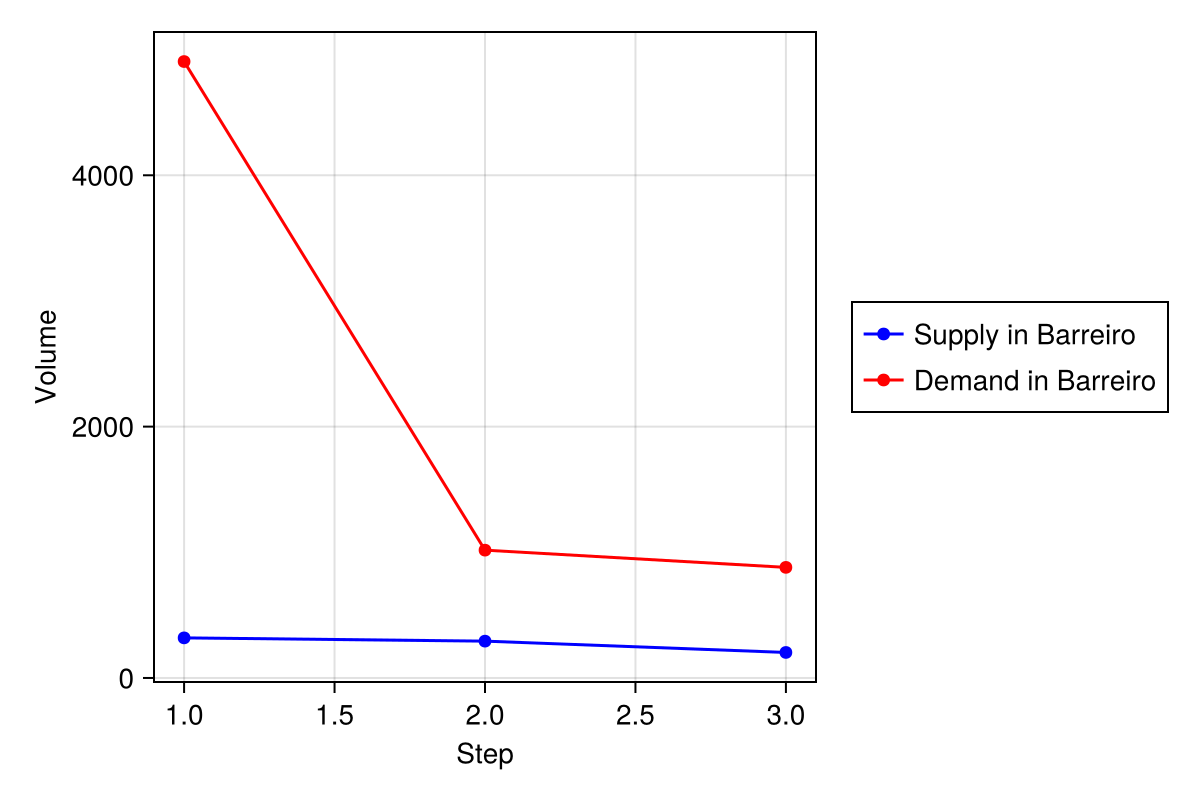 4000
2000
0
Volume
1.0 1.5 2.0 2.5 3.0
Step
Supply in Barreiro
Demand in Barreiro